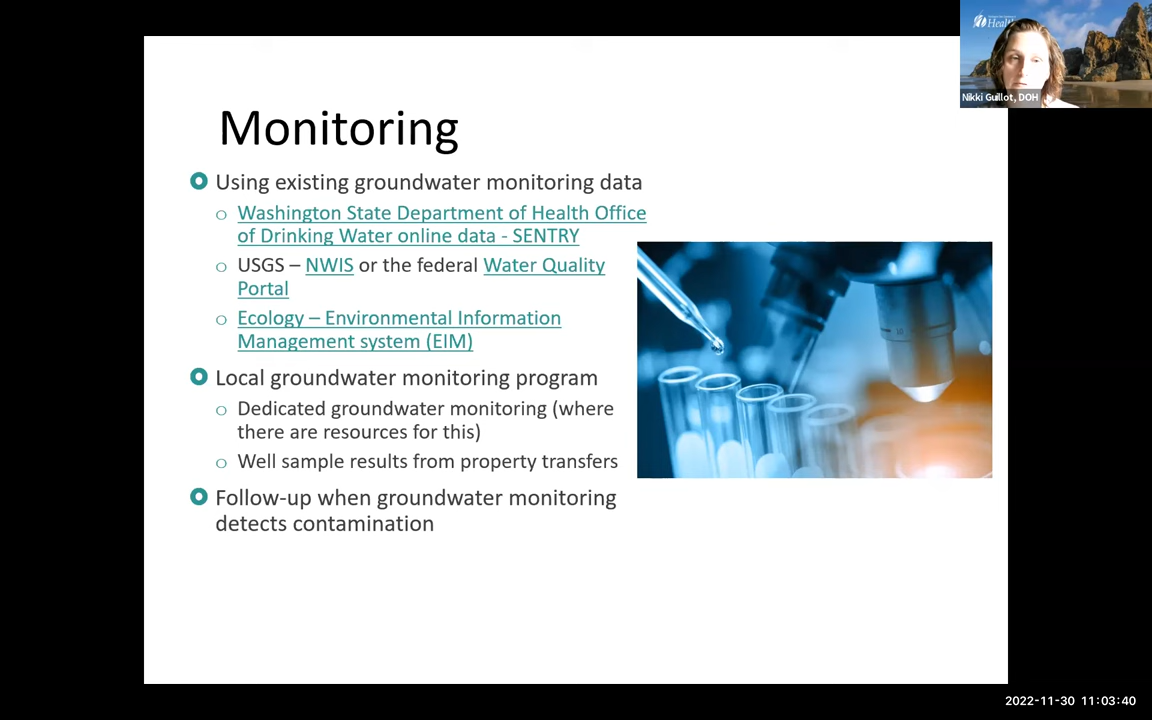 Health
Nikki Guillot, DOH
Monitoring
Using existing groundwater monitoring data
Washington State Department of Health Office
of Drinking Water online data - SENTRY
USGS – NWIS or the federal Water Quality
Portal
Ecology – Environmental Information
Management system (EIM)
Local groundwater monitoring program
Dedicated groundwater monitoring (where
there are resources for this)
Well sample results from property transfers
Follow-up when groundwater monitoring
detects contamination
2022-11-30 11:03:40